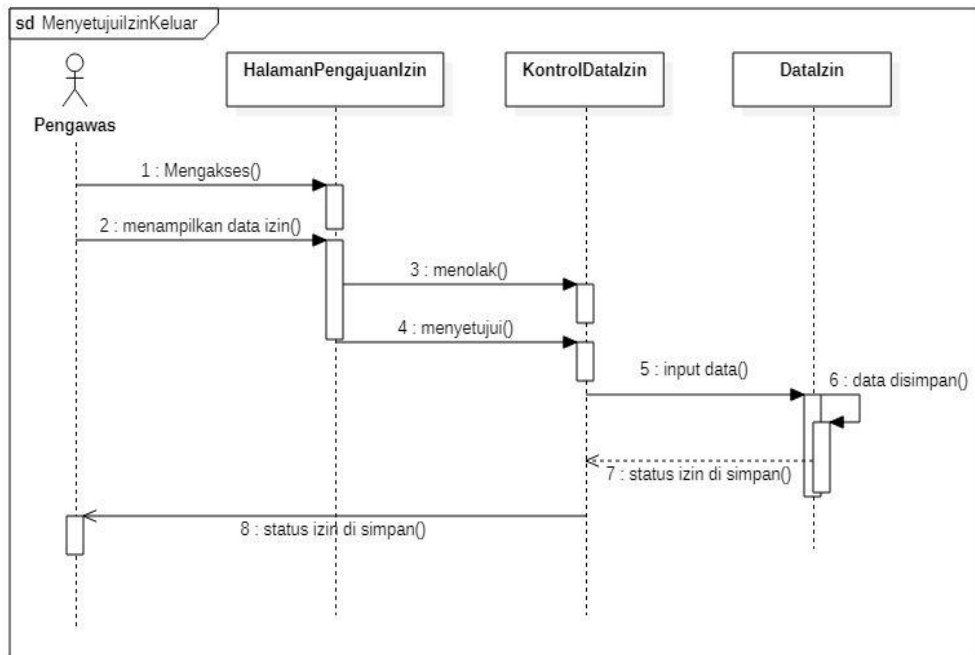 sd MenyetujuiIzinKeluar
HalamanPengajuanIzin
KontrolDataIzin
DataIzin
Pengawas
1 : Mengakses()
2 : menampilkan data izin()
3 : menolak()
4 : menyetujui()
5 : input data()
6 : data disimpan()
7 : status izin di simpan()
8 : status izin di simpan()